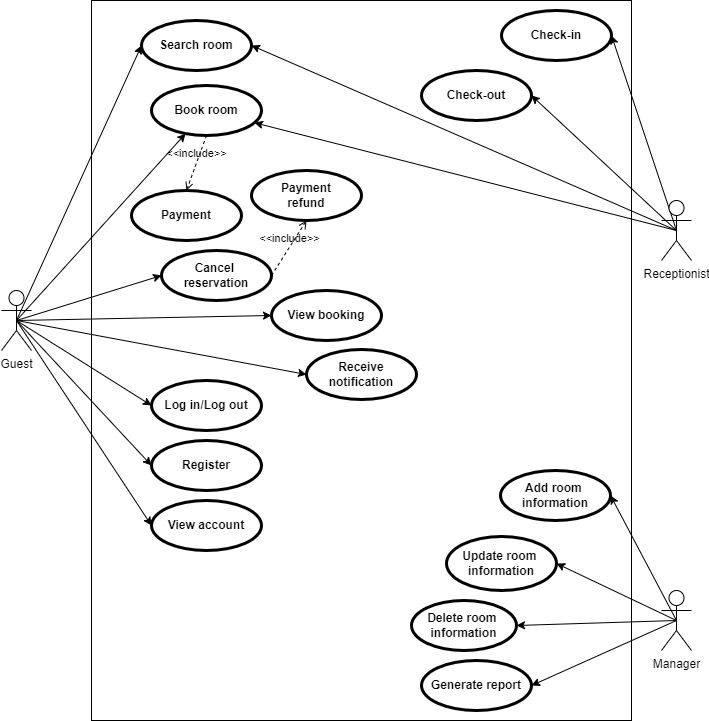 Search room
Check-in
Check-out
Book room
<<include>>
Payment
refund
Payment
<<include>>
Cancel
reservation
Receptionist
View booking
Guest
Receive
notification
Log in/Log out
Register
Add room
information
View account
Update room
information
Delete room
information
Manager
Generate report